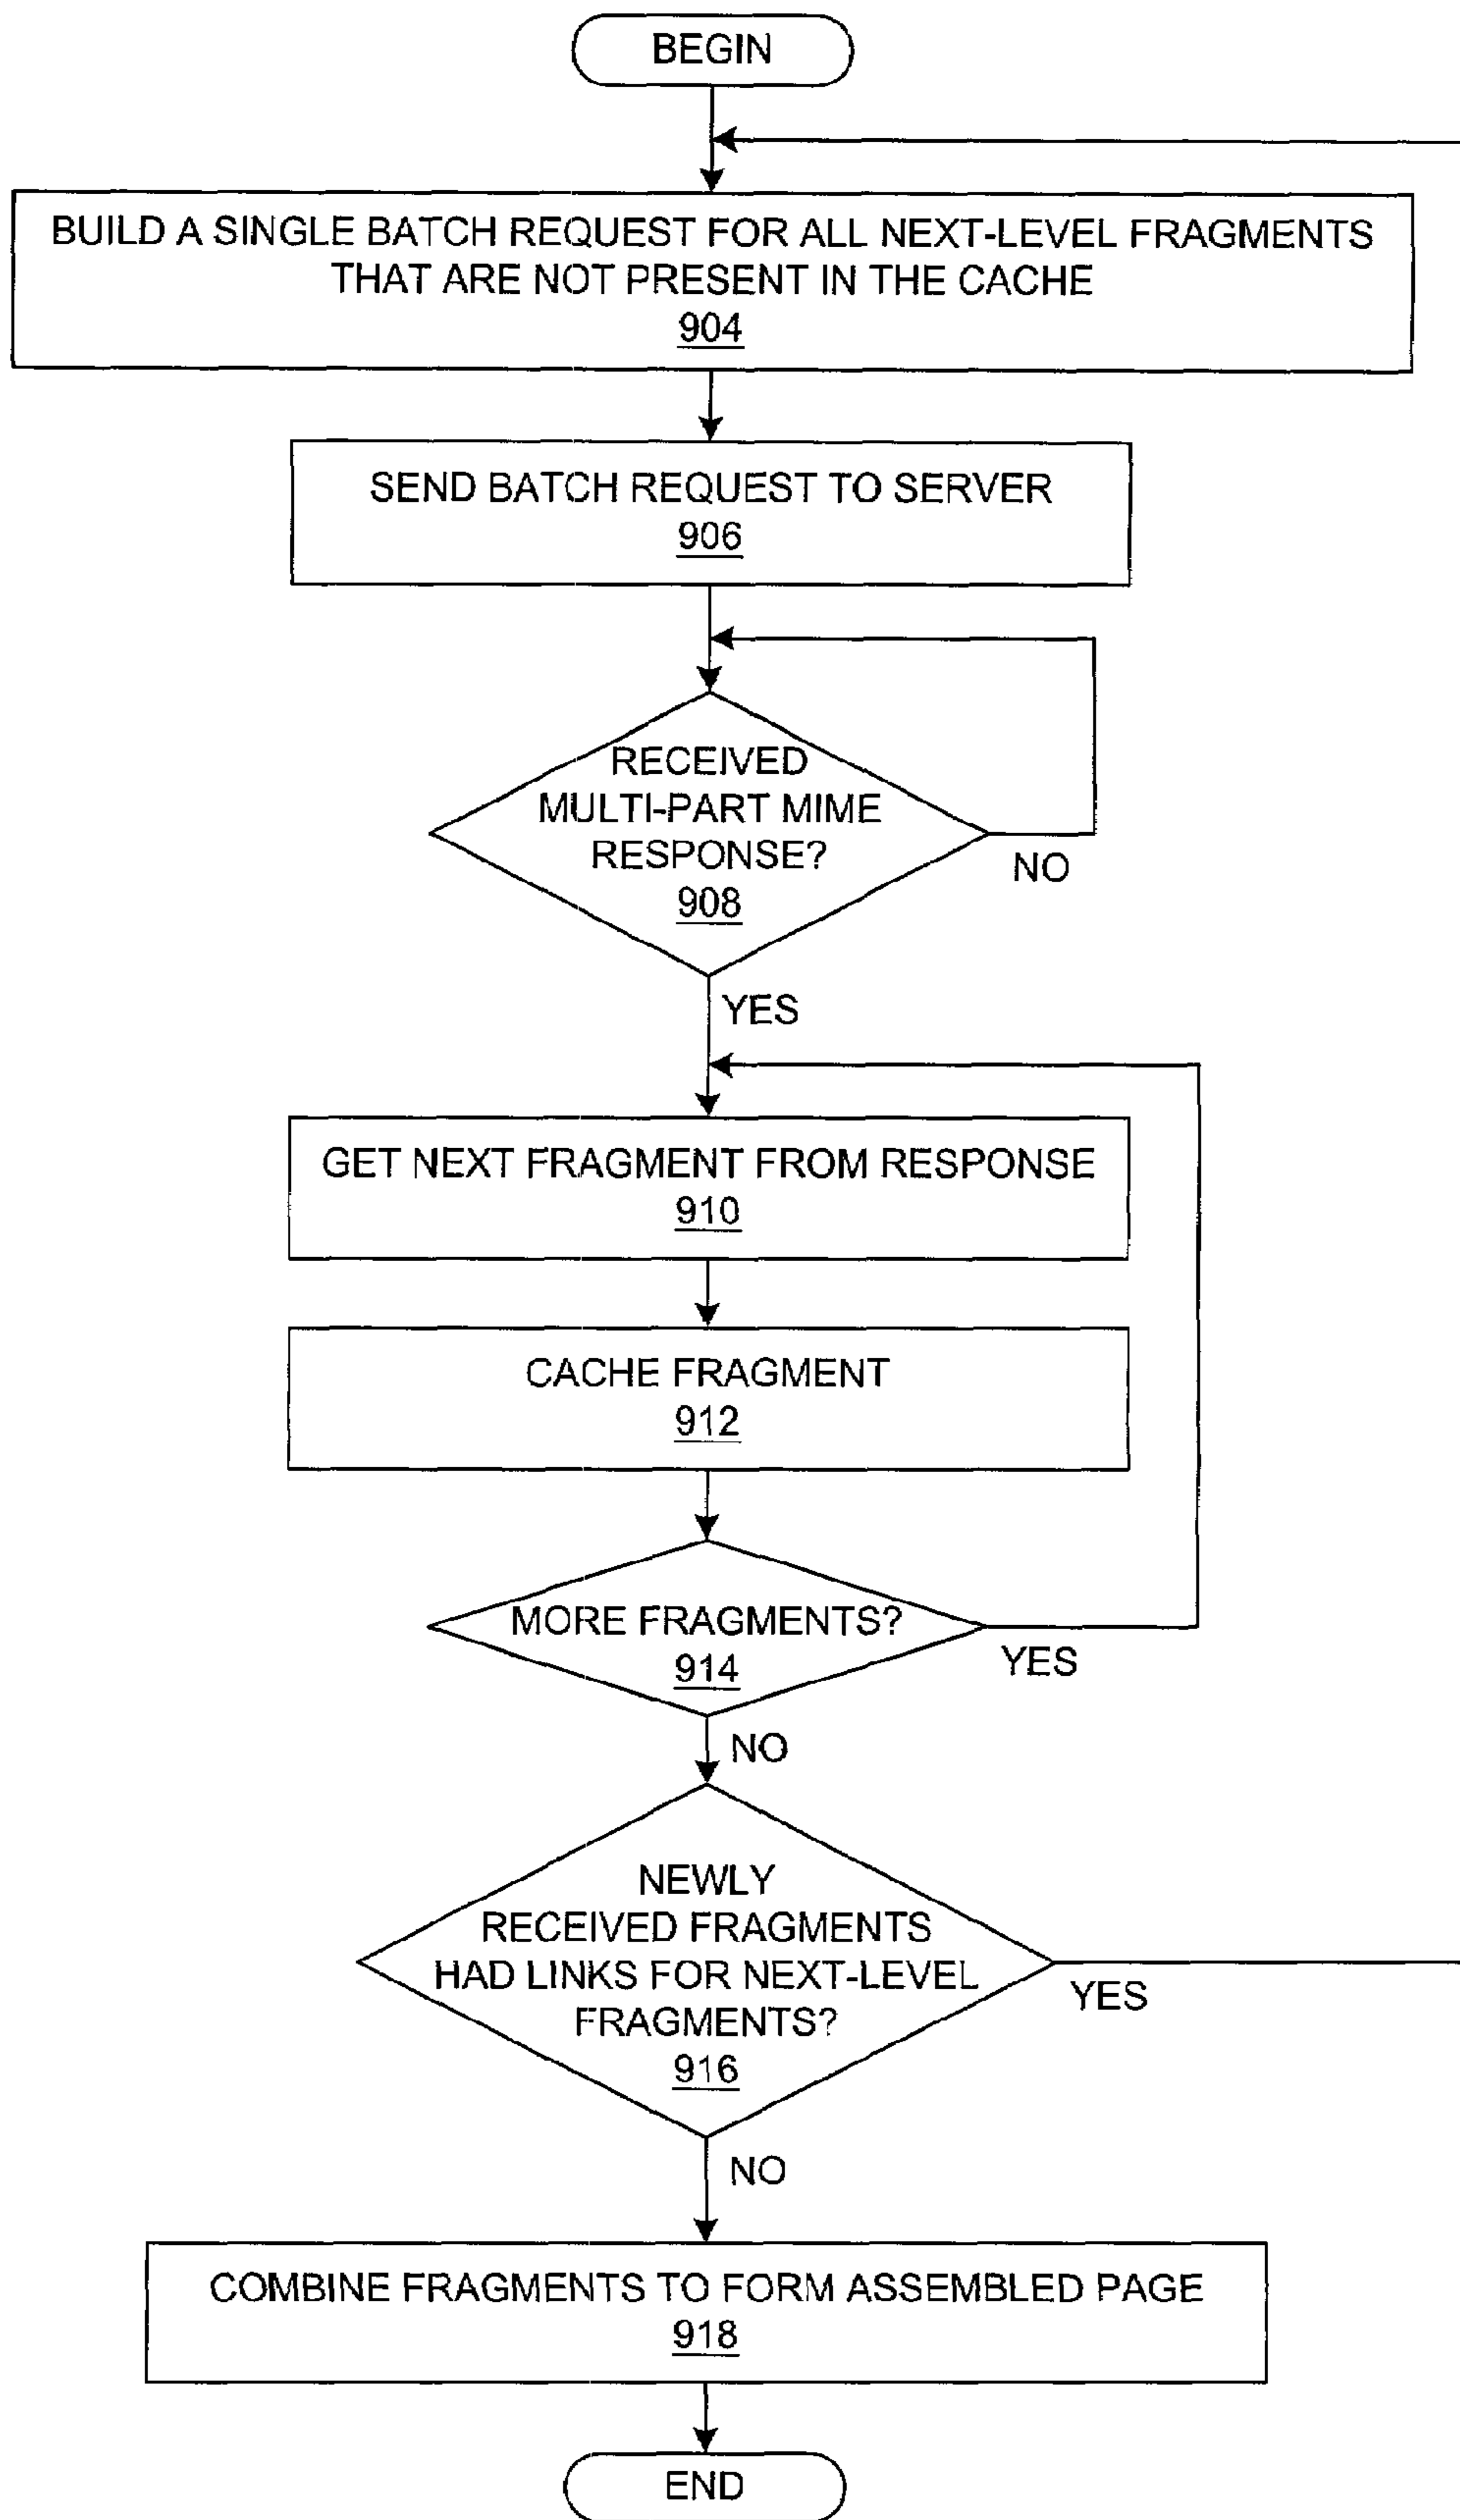 BEGIN
BUILD A SINGLE BATCH REQUEST FOR ALL NEXT-LEVEL FRAGMENTS
THAT ARE NOT PRESENT IN THE CACHE
904
SEND BATCH REQUEST TO SERVER
906
RECEIVED
MULTI-PART MIME
RESPONSE?
908
NO
YES
GET NEXT FRAGMENT FROM RESPONSE
910
CACHE FRAGMENT
912
MORE FRAGMENTS?
914
YES
NO
NEWLY
RECEIVED FRAGMENTS
HAD LINKS FOR NEXT-LEVEL
FRAGMENTS?
916
YES
NO
COMBINE FRAGMENTS TO FORM ASSEMBLED PAGE
918
END